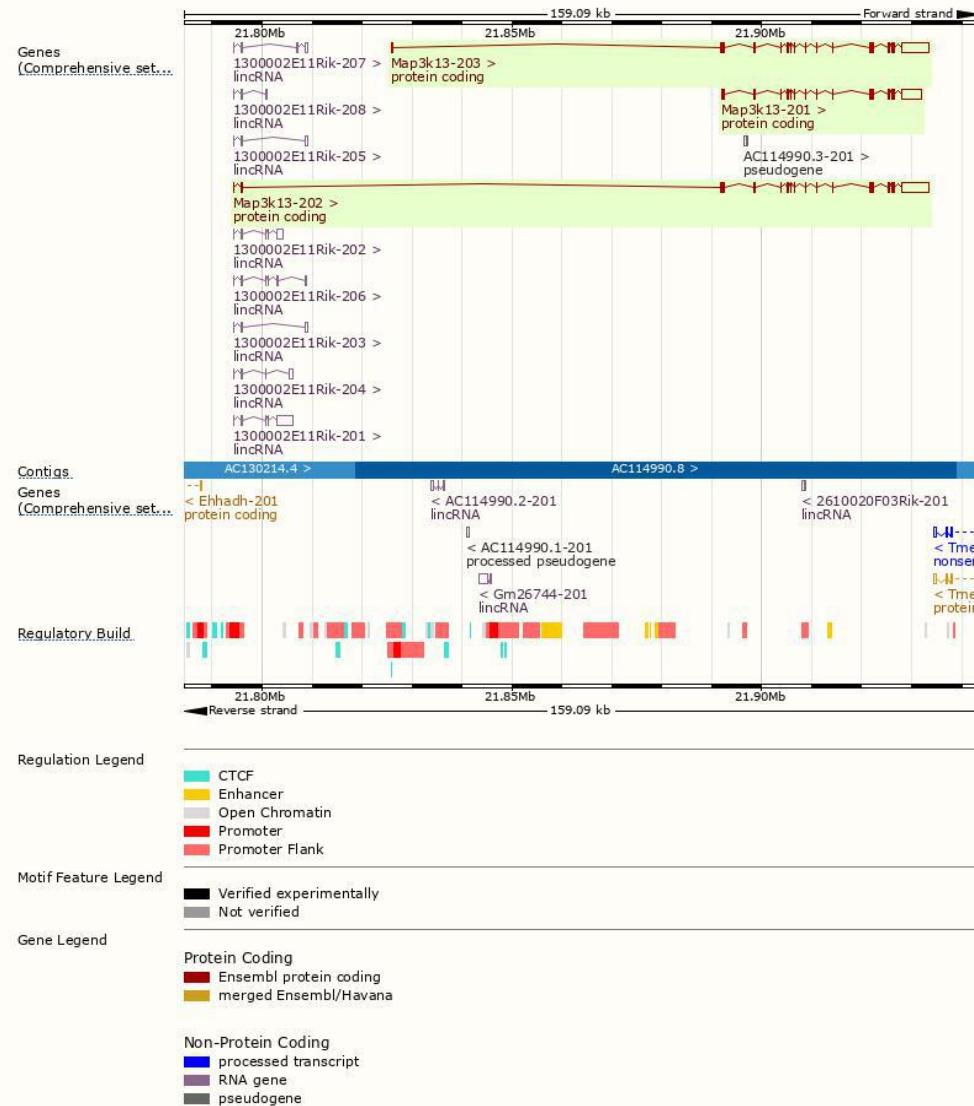 159.09 kb
Forward strand
21.80Mb 21.85Mb 21.90Mb
Genes
(Comprehensive set...
1300002E11Rik-207 >
lincRNA
Map3k13-203 >
protein coding
1300002E11Rik-208 >
lincRNA
Map3k13-201 >
protein coding
1300002E11Rik-205 >
lincRNA
AC114990.3-201 >
pseudogene
Map3k13-202 >
protein coding
1300002E11Rik-202 >
lincRNA
1300002E11Rik-206 >
lincRNA
1300002E11Rik-203 >
lincRNA
1300002E11Rik-204 >
lincRNA
1300002E11Rik-201 >
lincRNA
Contigs
AC130214.4 >
AC114990.8 >
Genes
(Comprehensive set...
< Ehhadh-201
protein coding
< AC114990.2-201
lincRNA
< 2610020F03Rik-201
lincRNA
< AC114990.1-201
processed pseudogene
< Tme
nonsen
< Gm26744-201
lincRNA
< Tme
protein
Regulatory Build
21.80Mb 21.85Mb 21.90Mb
Reverse strand
159.09 kb
Regulation Legend
CTCF
Enhancer
Open Chromatin
Promoter
Promoter Flank
Motif Feature Legend
Verified experimentally
Not verified
Gene Legend
Protein Coding
Ensembl protein coding
merged Ensembl/Havana
Non-Protein Coding
processed transcript
RNA gene
pseudogene